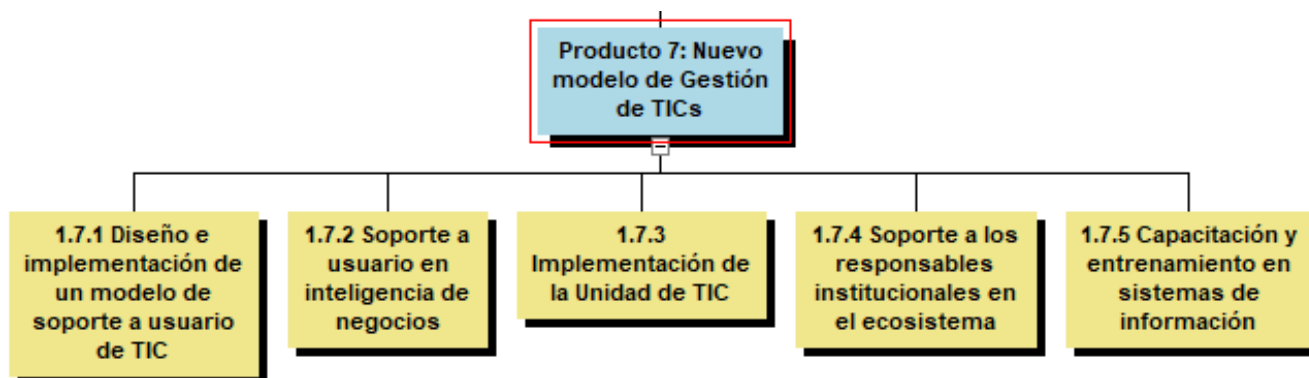 Producto 7: Nuevo
modelo de Gestión
de TICs
1.7.1 Diseño e
implementación de
un modelo de
soporte a usuario
de TIC
1.7.2 Soporte a
usuario en
inteligencia de
negocios
1.7.3
Implementación de
la Unidad de TIC
1.7.4 Soporte a los
responsables
institucionales en
el ecosistema
1.7.5 Capacitación y
entrenamiento en
sistemas de
información